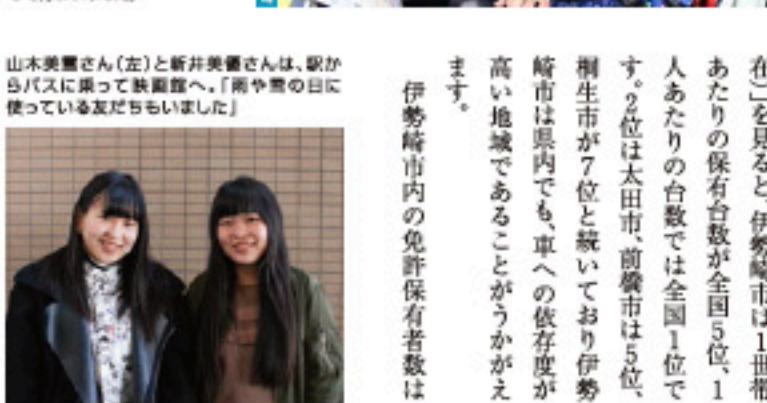 山木美麗さん(左)と新井美優さんは、駅か
らバスに乗って映画館へ。「雨や雪の日に
使っている友だちもいました」
在)」を見ると、伊勢崎市は1世帯
あたりの保有台数が全国5位、1
人あたりの台数では全国1位で
す。2位は太田市、前橋市は5位、
桐生市が7位と続いており伊勢
崎市は県内でも、車への依存度が
高い地域であることがうかがえ
ます。
伊勢崎市内の免許保有者数は